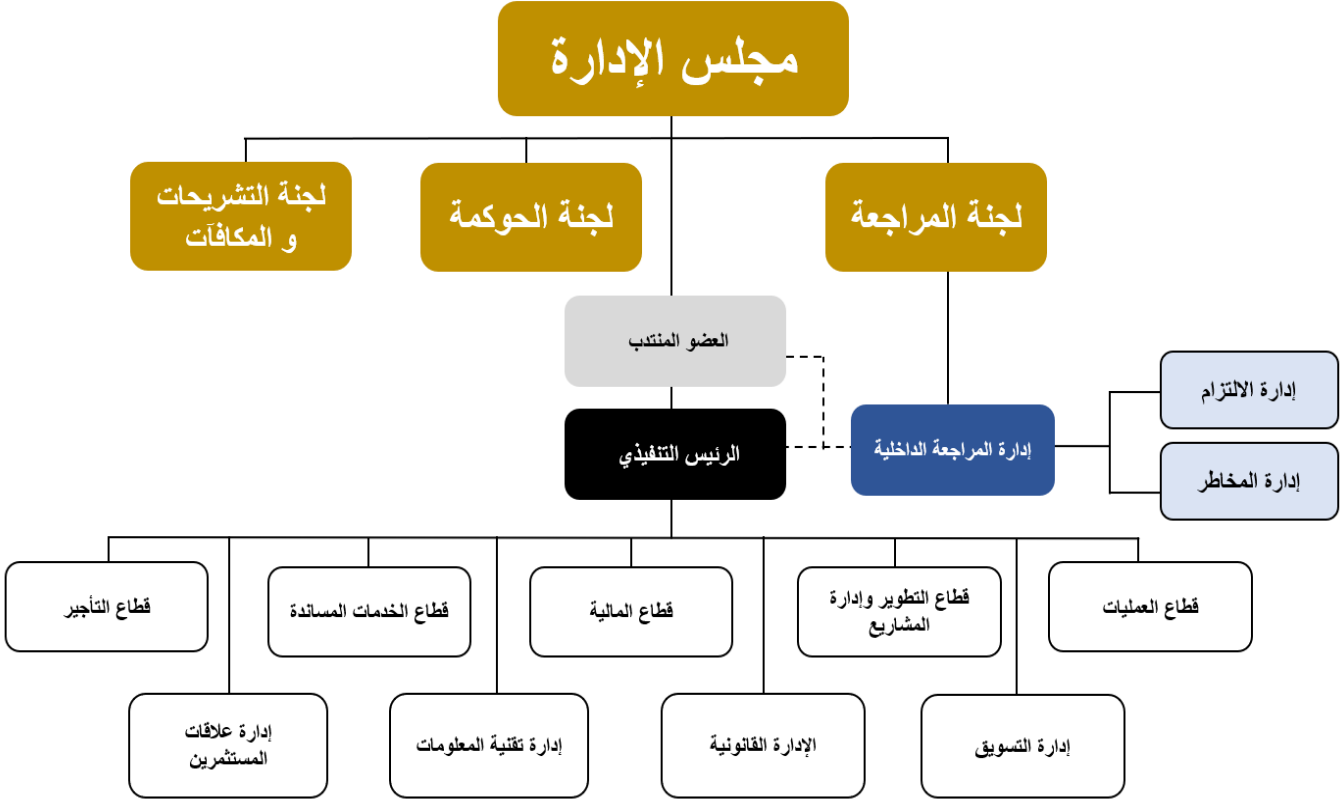 مجلس الإدارة
لجنة المراجعة
لجنة الحوكمة
لجنة التشريحات
و المكافآت
العضو المنتدب
الرئيس التنفيذي
إدارة المراجعة الداخلية
إدارة الالتزام
إدارة المخاطر
قطاع العمليات
قطاع التطوير وإدارة
المشاريع
قطاع المالية
قطاع الخدمات المساندة
قطاع التأجير
إدارة التسويق
الإدارة القانونية
إدارة تقنية المعلومات
إدارة علاقات
المستثمرين